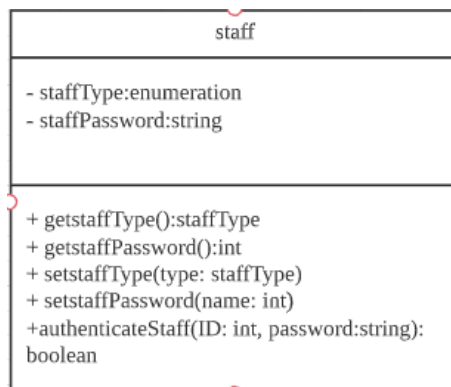 staff
- staffType:enumeration
- staffPassword:string
+ getstaffType():staffType
+ getstaffPassword():int
+ setstaffType(type: staffType)
+ setstaffPassword(name: int)
+authenticateStaff(ID: int, password:string):
boolean